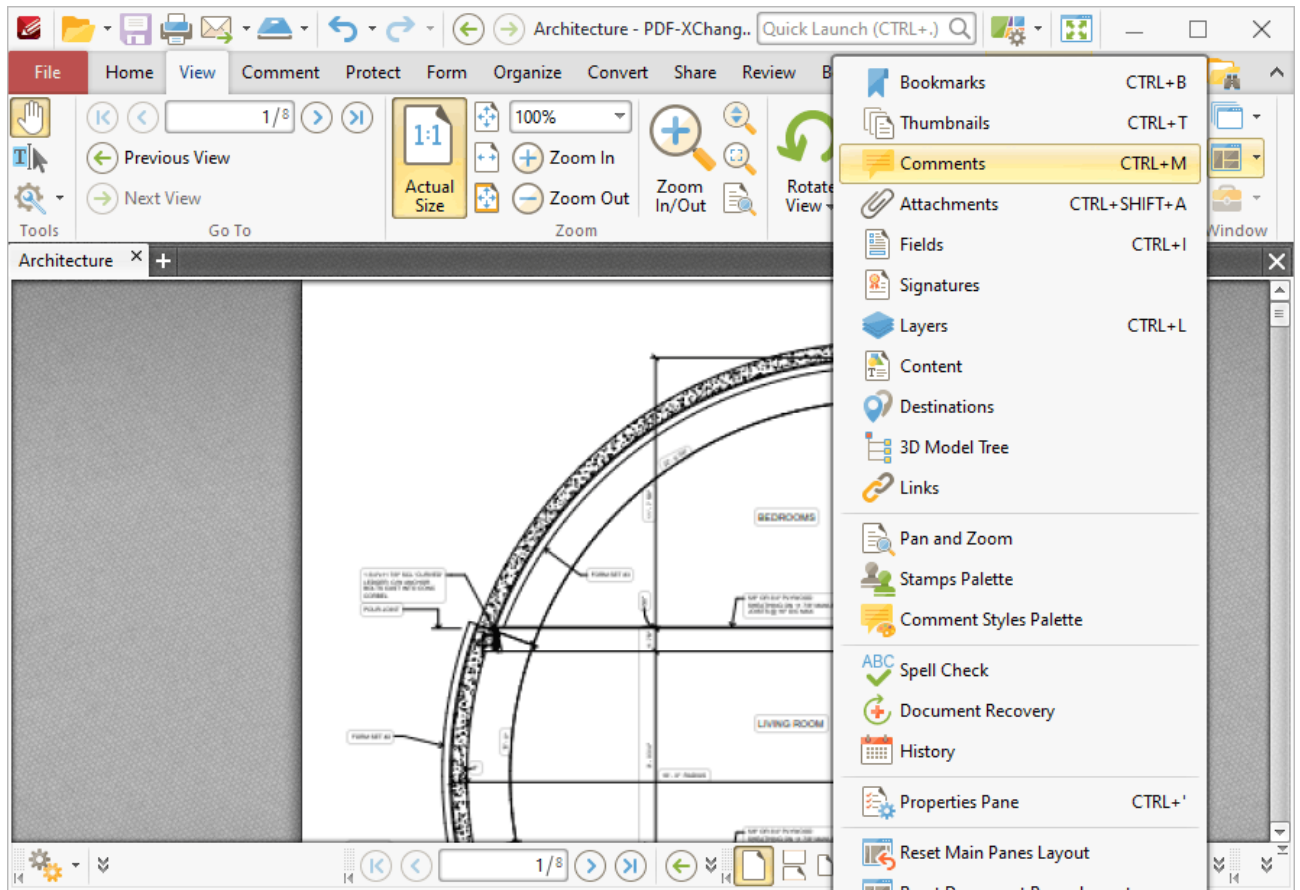 Architecture - PDF-XChang.. Quick Launch (CTRL+.)
File Home View Comment Protect Form Organize Convert Share Review B
1/8
Previous View
Next View
Tools
Go To
1:1
Actual
Size
100%
Zoom In
Zoom Out
Zoom
In/Out
Zoom
Rotate
View
Window
Architecture
Bookmarks CTRL+B
Thumbnails CTRL+T
Comments CTRL+M
Attachments CTRL+SHIFT+A
Fields CTRL+I
Signatures
Layers CTRL+L
Content
Destinations
3D Model Tree
Links
Pan and Zoom
Stamps Palette
Comment Styles Palette
ABC Spell Check
Document Recovery
History
Properties Pane CTRL+'
Reset Main Panes Layout
BEDROOMS
LIVING ROOM
1/8